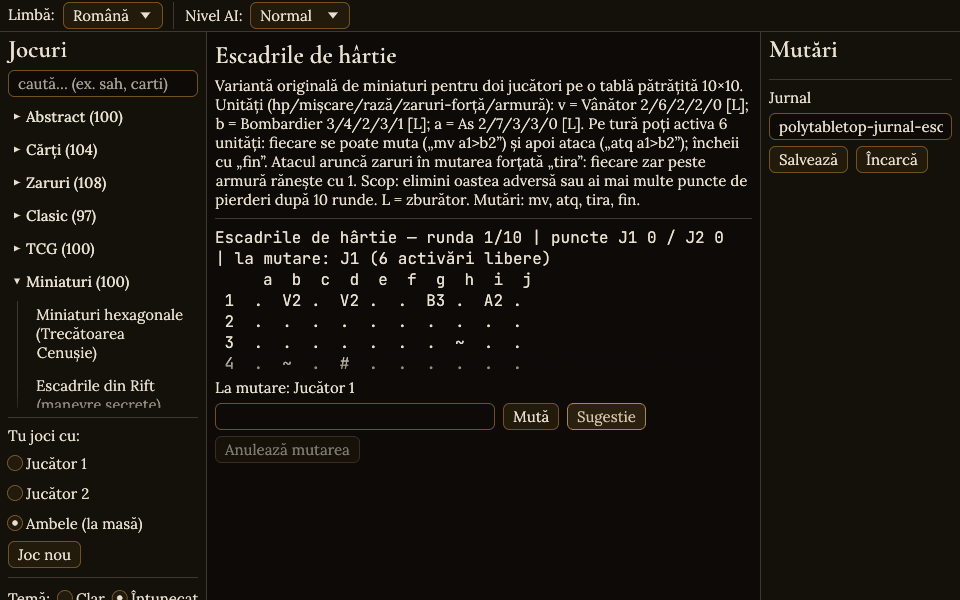 Limbă: Română ▼ Nivel AI: Normal ▼
Jocuri
caută... (ex. sah, carti)
▸ Abstract (100)
▸ Cărți (104)
▸ Zaruri (108)
▸ Clasic (97)
▸ TCG (100)
▾ Miniaturi (100)
Miniaturi hexagonale
(Trecătoarea
Cenușie)
Escadrile din Rift
(manevre secrete)
Tu joci cu:
Jucător 1
Jucător 2
Ambele (la masă)
Joc nou
Temă: Clar Întunecat
Escadrile de hârtie
Variantă originală de miniaturi pentru doi jucători pe o tablă pătrățită 10×10.
Unități (hp/mișcare/rază/zaruri-forță/armură): v = Vânător 2/6/2/2/0 [L];
b = Bombardier 3/4/2/3/1 [L]; a = As 2/7/3/3/0 [L]. Pe tură poți activa 6
unități: fiecare se poate muta („mv a1>b2”) și apoi ataca („atq a1>b2”); închei
cu „fin”. Atacul aruncă zaruri în mutarea forțată „tira”: fiecare zar peste
armură rănește cu 1. Scop: elimini oastea adversă sau ai mai multe puncte de
pierderi după 10 runde. L = zburător. Mutări: mv, atq, tira, fin.
Escadrile de hârtie — runda 1/10 | puncte J1 0 / J2 0
| la mutare: J1 (6 activări libere)
a b c d e f g h i j
1 . V2 . V2 . . B3 . A2 .
2 . . . . . . . . . .
3 . . . . . . . ~ . .
4 . ~ . # . . . . . .
La mutare: Jucător 1
Mută Sugestie
Anulează mutarea
Mutări
Jurnal
polytabletop-jurnal-esc
Salvează Încarcă